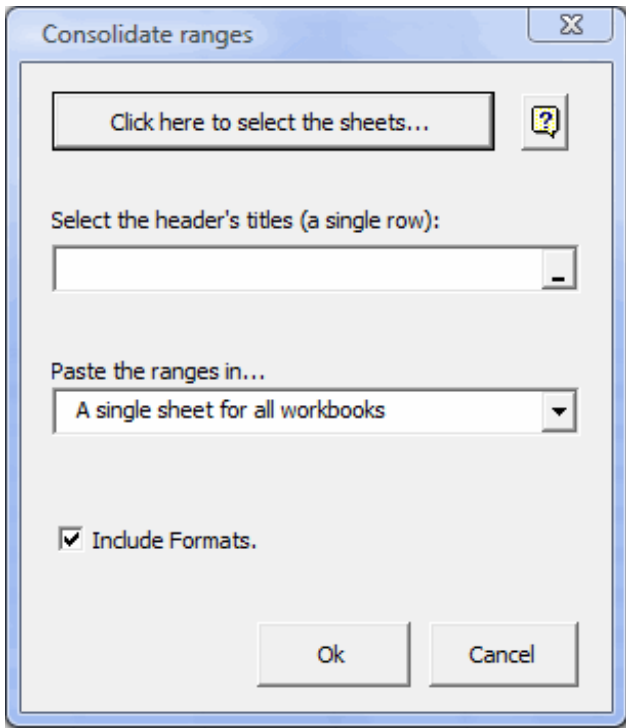 Consolidate ranges
Click here to select the sheets...
?
Select the header's titles (a single row):
Paste the ranges in...
A single sheet for all workbooks
Include Formats.
Ok
Cancel